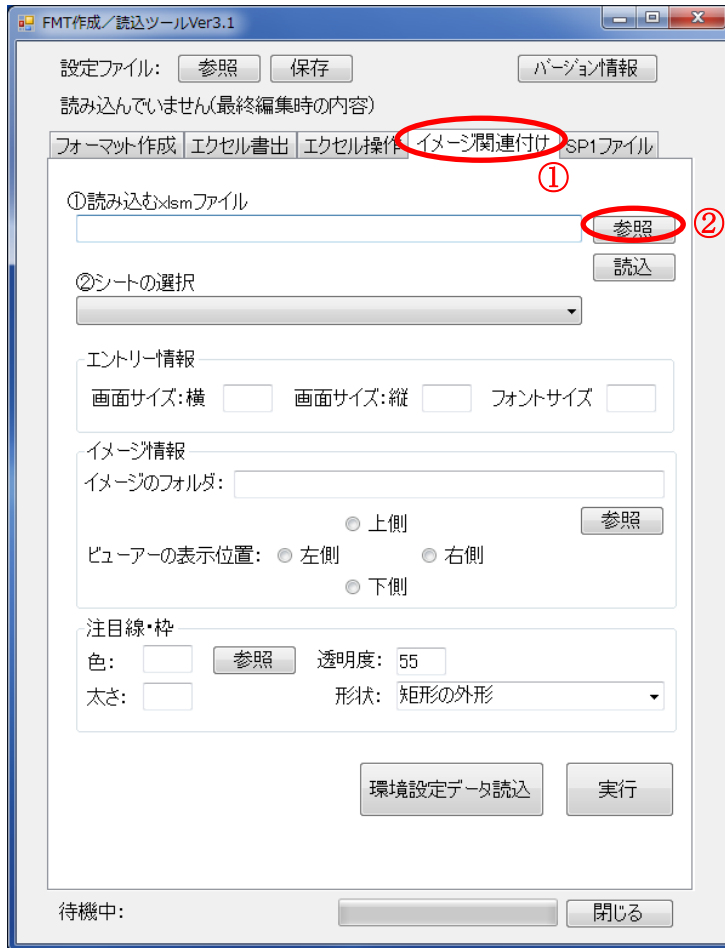 FMT作成／読込ツールVer3.1
設定ファイル: 参照 保存 バージョン情報
読み込んでいません(最終編集時の内容)
フォーマット作成 エクセル書出 エクセル操作 イメージ関連付け SP1ファイル
①
①読み込むxlsmファイル
参照 ②
読込
②シートの選択
エントリー情報
画面サイズ:横 画面サイズ:縦 フォントサイズ
イメージ情報
イメージのフォルダ:
上側 参照
ビューアーの表示位置: 左側 右側
下側
注目線・枠
色: 参照 透明度: 55
太さ: 形状: 矩形の外形
環境設定データ読込 実行
待機中: 閉じる